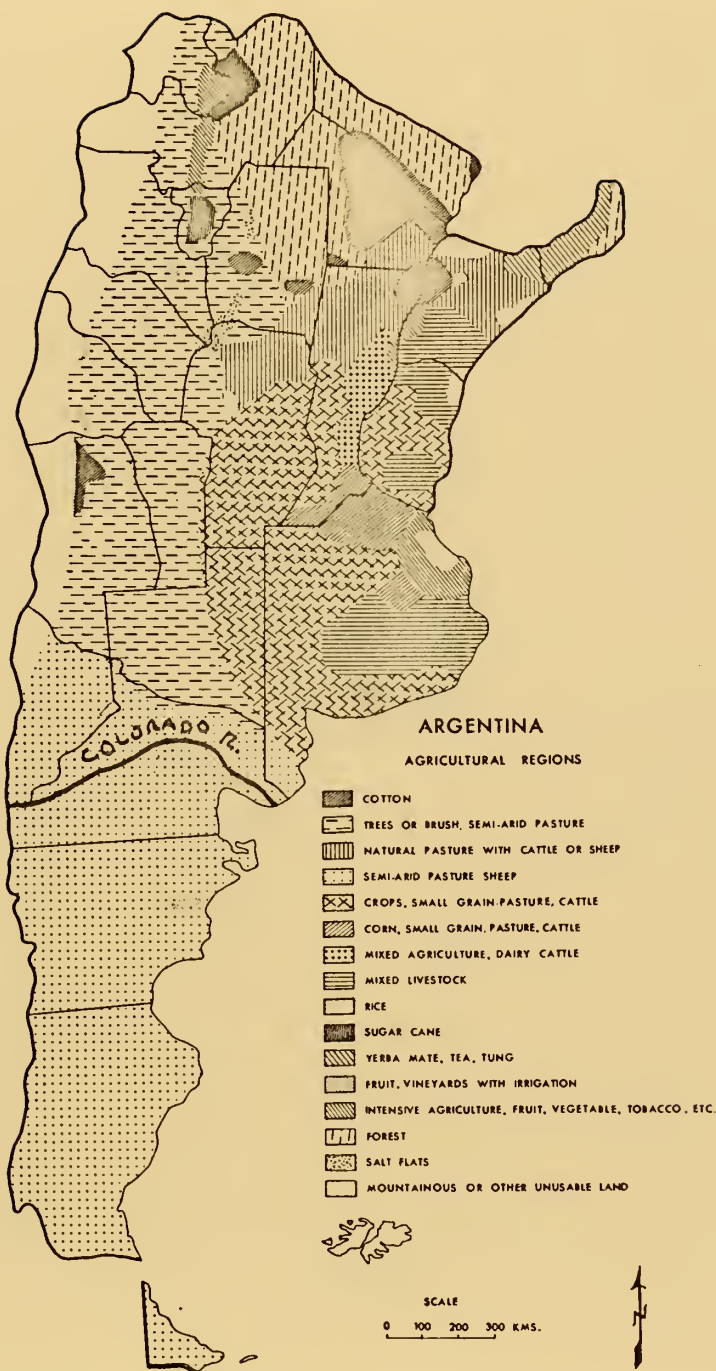 COLORADO R.
ARGENTINA
AGRICULTURAL REGIONS
COTTON
TREES OR BRUSH, SEMI-ARID PASTURE
NATURAL PASTURE WITH CATTLE OR SHEEP
SEMI-ARID PASTURE SHEEP
CROPS, SMALL GRAIN-PASTURE, CATTLE
CORN, SMALL GRAIN, PASTURE, CATTLE
MIXED AGRICULTURE, DAIRY CATTLE
MIXED LIVESTOCK
RICE
SUGAR CANE
YERBA MATE, TEA, TUNG
FRUIT, VINEYARDS WITH IRRIGATION
INTENSIVE AGRICULTURE, FRUIT, VEGETABLE, TOBACCO, ETC.
FOREST
SALT FLATS
MOUNTAINOUS OR OTHER UNUSABLE LAND
SCALE
0 100 200 300 KMS.
N